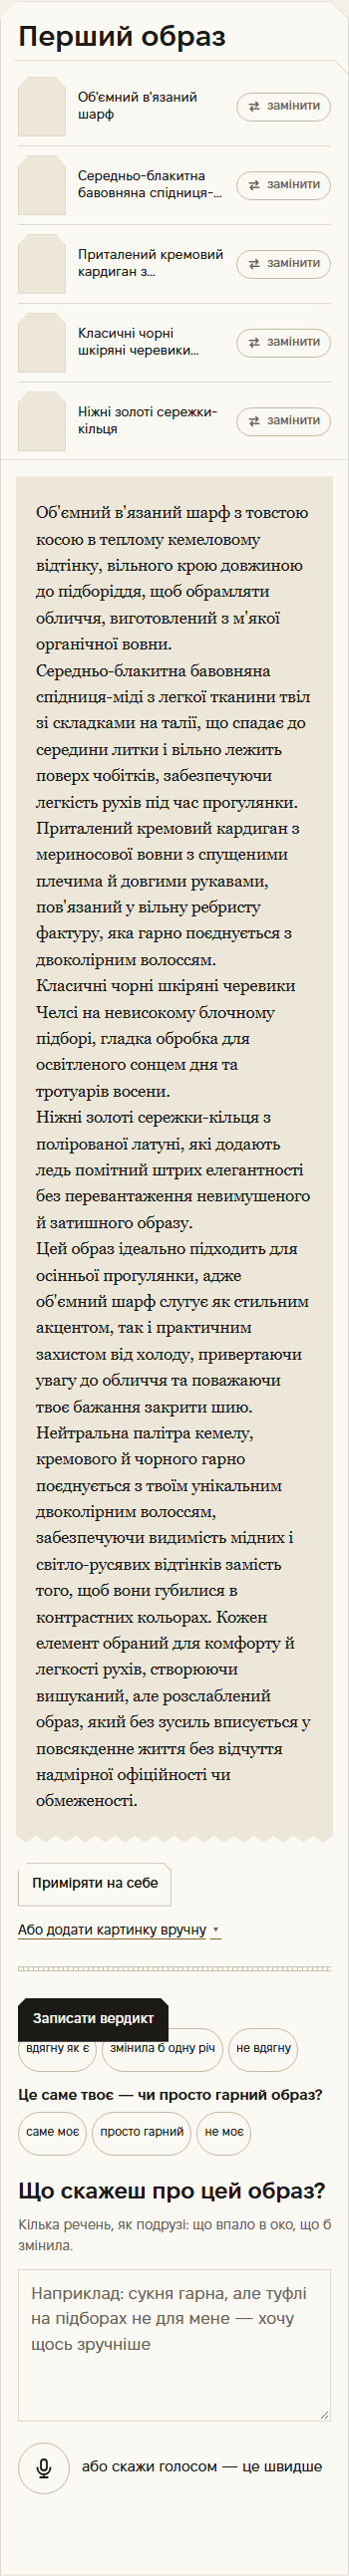 Перший образ
Об'ємний в'язаний
шарф
замінити
Середньо-блакитна
бавовняна спідниця-...
замінити
Приталений кремовий
кардиган з...
замінити
Класичні чорні
шкіряні черевики...
замінити
Ніжні золоті сережки-
кільця
замінити
Об'ємний в'язаний шарф з товстою
косою в теплому кемеловому
відтінку, вільного крою довжиною
до підборіддя, щоб обрамляти
обличчя, виготовлений з м'якої
органічної вовни.
Середньо-блакитна бавовняна
спідниця-міді з легкої тканини твіл
зі складками на талії, що спадає до
середини литки і вільно лежить
поверх чобітків, забезпечуючи
легкість рухів під час прогулянки.
Приталений кремовий кардиган з
мериносової вовни з спущеними
плечима й довгими рукавами,
пов'язаний у вільну ребристу
фактуру, яка гарно поєднується з
двоколірним волоссям.
Класичні чорні шкіряні черевики
Челсі на невисокому блочному
підборі, гладка обробка для
освітленого сонцем дня та
тротуарів восени.
Ніжні золоті сережки-кільця з
полірованої латуні, які додають
ледь помітний штрих елегантності
без перевантаження невимушеного
й затишного образу.
Цей образ ідеально підходить для
осінньої прогулянки, адже
об'ємний шарф слугує як стильним
акцентом, так і практичним
захистом від холоду, привертаючи
увагу до обличчя та поважаючи
твоє бажання закрити шию.
Нейтральна палітра кемелу,
кремового й чорного гарно
поєднується з твоїм унікальним
двоколірним волоссям,
забезпечуючи видимість мідних і
світло-русявих відтінків замість
того, щоб вони губилися в
контрастних кольорах. Кожен
елемент обраний для комфорту й
легкості рухів, створюючи
вишуканий, але розслаблений
образ, який без зусиль вписується у
повсякденне життя без відчуття
надмірної офіційності чи
обмеженості.
Приміряти на себе
Або додати картинку вручну
Записати вердикт
вдягну як є
змінила б одну річ
не вдягну
Це саме твоє — чи просто гарний образ?
саме моє
просто гарний
не моє
Що скажеш про цей образ?
Кілька речень, як подрузі: що впало в око, що б
змінила.
Наприклад: сукня гарна, але туфлі
на підборах не для мене — хочу
щось зручніше
або скажи голосом — це швидше